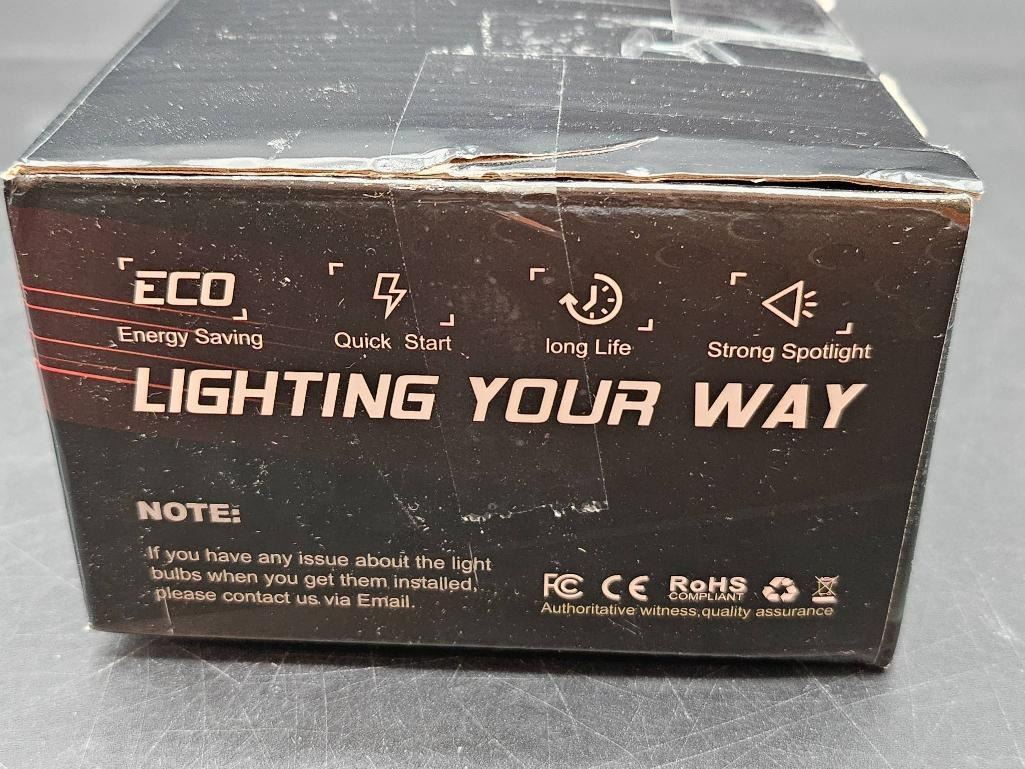 ECO
Energy Saving
Quick Start
long Life
Strong Spotlight
LIGHTING YOUR WAY
NOTE:
If you have any issue about the light
bulbs when you get them installed,
please contact us via Email.
FC CE RoHS
COMPLIANT
Authoritative witness,quality assurance